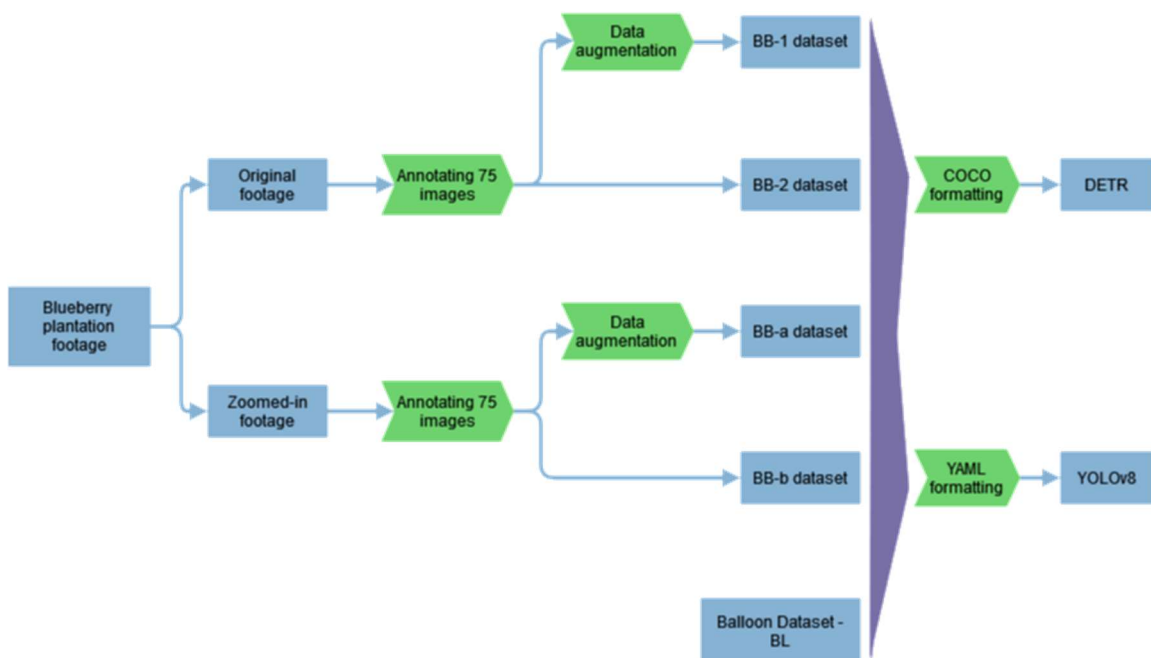 Data
augmentation
BB-1 dataset
Original
footage
Annotating 75
images
BB-2 dataset
COCO
formatting
DETR
Blueberry
plantation
footage
Data
augmentation
BB-a dataset
Zoomed-in
footage
Annotating 75
images
BB-b dataset
YAML
formatting
YOLOv8
Balloon Dataset -
BL